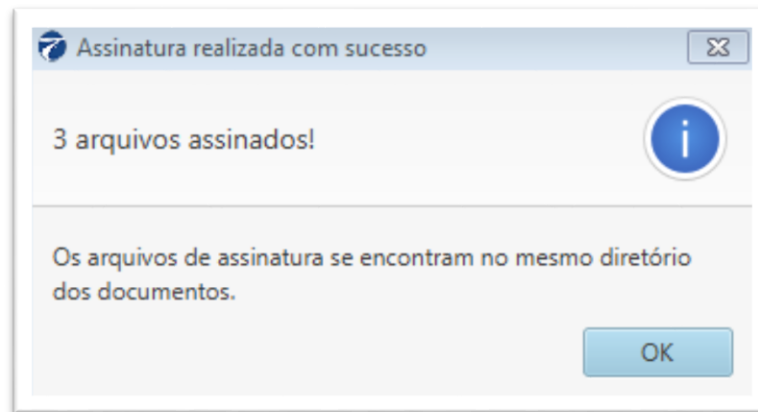 Assinatura realizada com sucesso
3 arquivos assinados!
Os arquivos de assinatura se encontram no mesmo diretório
dos documentos.
OK